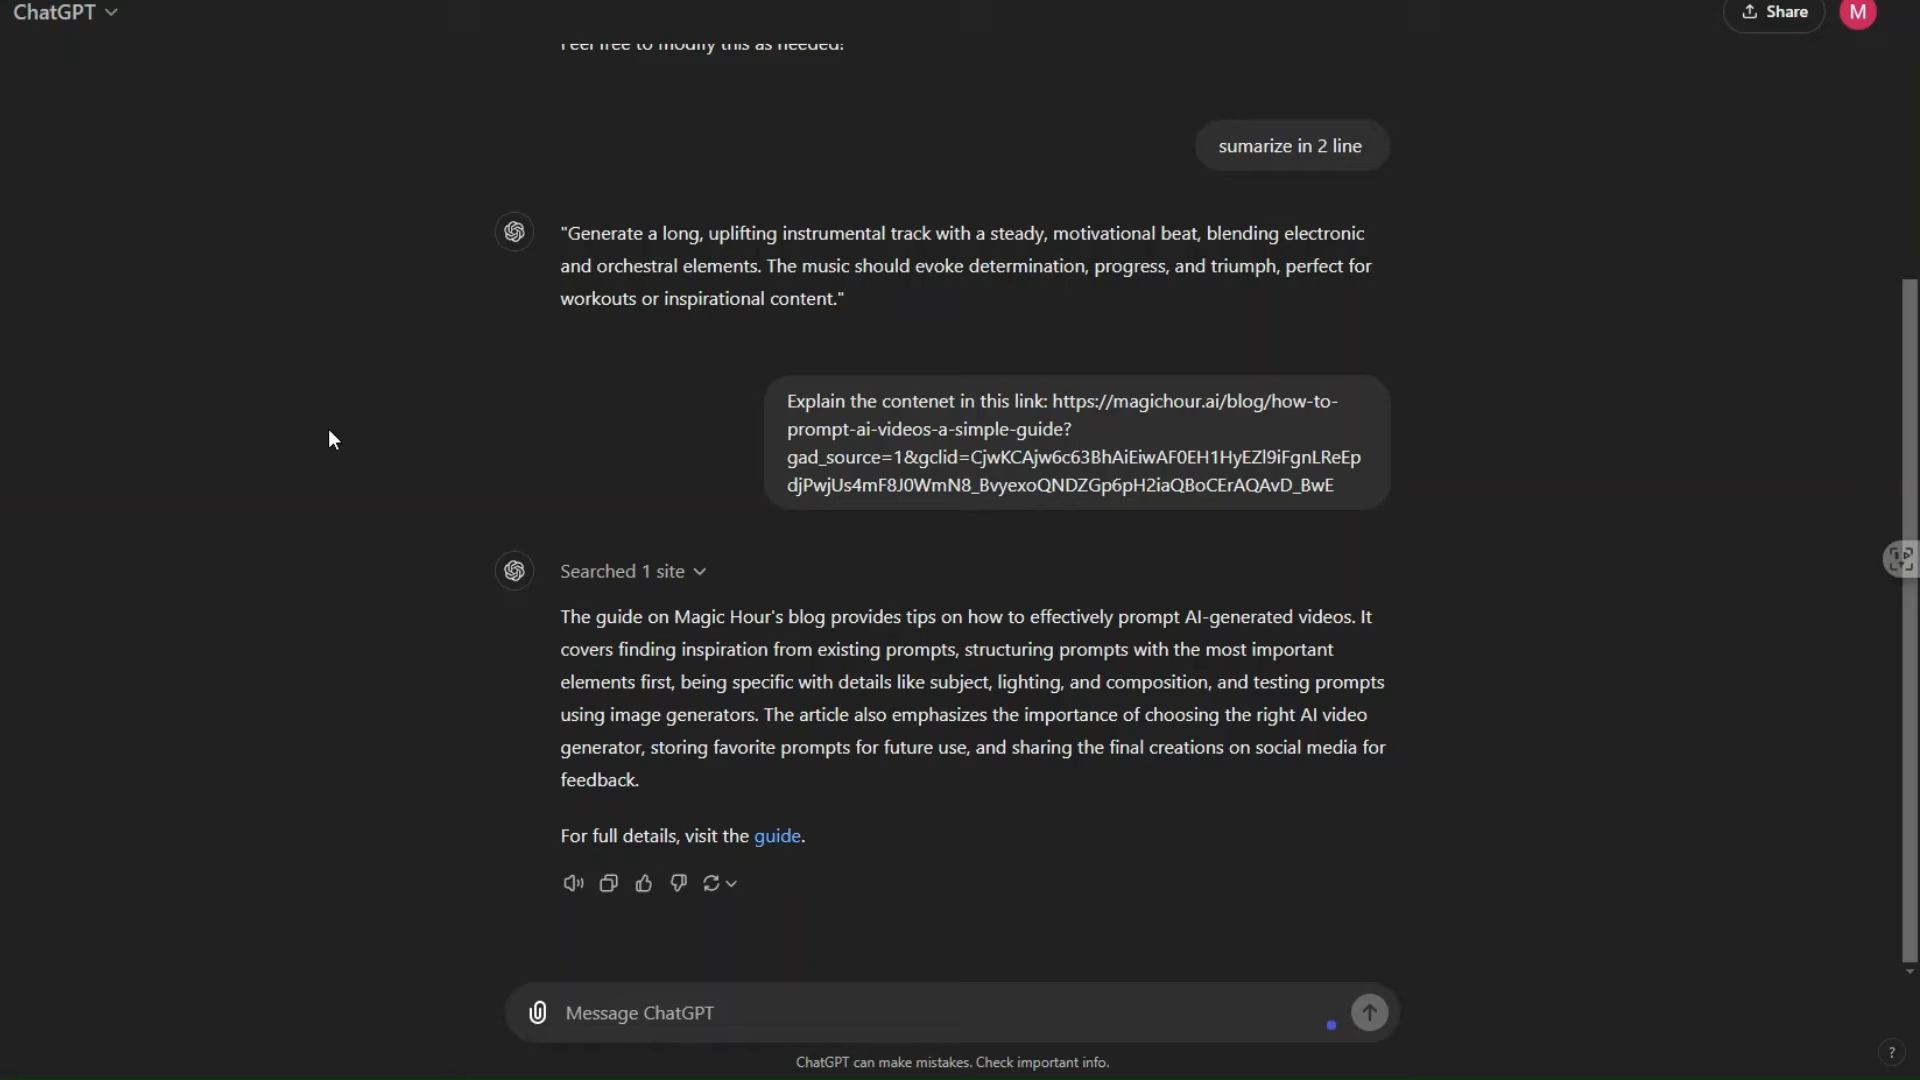 ChatGPT
Share
M
Feel free to modify this as needed!
sumarize in 2 line
"Generate a long, uplifting instrumental track with a steady, motivational beat, blending electronic
and orchestral elements. The music should evoke determination, progress, and triumph, perfect for
workouts or inspirational content."
Explain the contenet in this link: https://magichour.ai/blog/how-to-
prompt-ai-videos-a-simple-guide?
gad_source=1&gclid=CjwKCAjw6c63BhAiEiwAF0EH1HyEZl9iFgnLReEp
djPwjUs4mF8J0WmN8_BvyexoQNDZGp6pH2iaQBoCErAQAvD_BwE
Searched 1 site
The guide on Magic Hour's blog provides tips on how to effectively prompt AI-generated videos. It
covers finding inspiration from existing prompts, structuring prompts with the most important
elements first, being specific with details like subject, lighting, and composition, and testing prompts
using image generators. The article also emphasizes the importance of choosing the right AI video
generator, storing favorite prompts for future use, and sharing the final creations on social media for
feedback.
For full details, visit the guide.
Message ChatGPT
ChatGPT can make mistakes. Check important info.
?